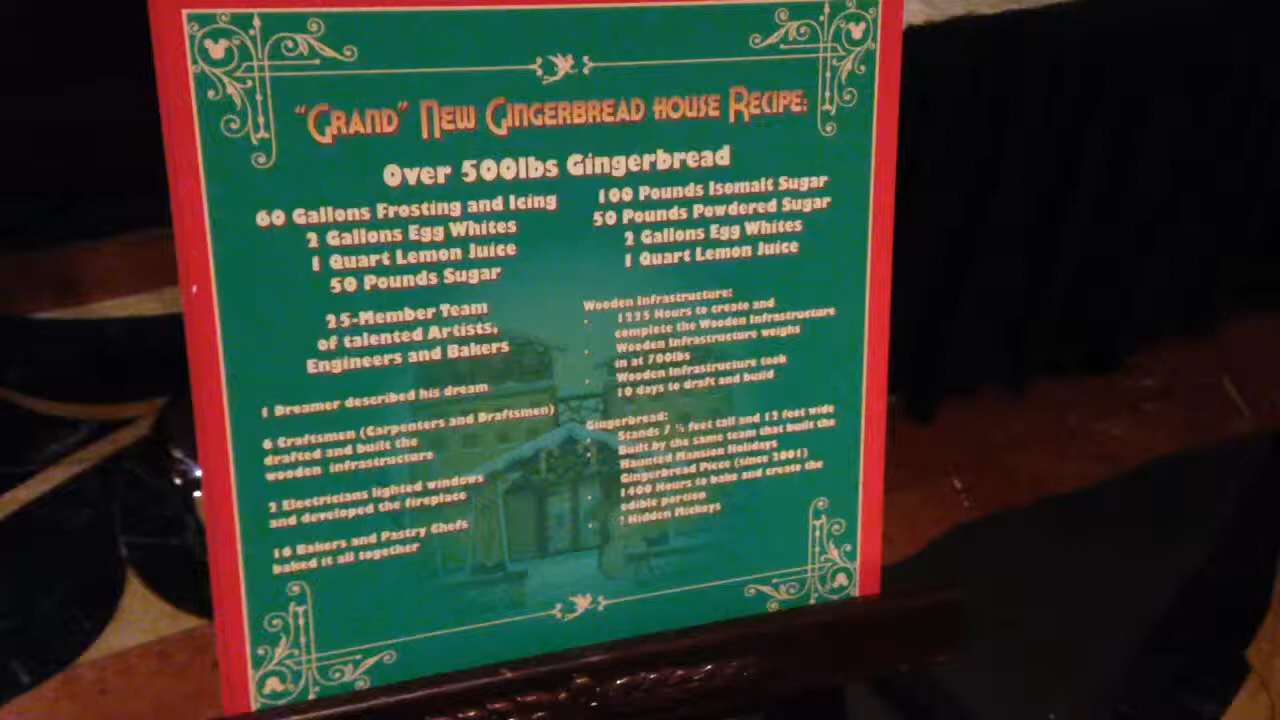 "Grand" New Gingerbread House Recipe:
Over 500lbs Gingerbread
60 Gallons Frosting and Icing
2 Gallons Egg Whites
1 Quart Lemon Juice
50 Pounds Sugar
100 Pounds Isomalt Sugar
50 Pounds Powdered Sugar
2 Gallons Egg Whites
1 Quart Lemon Juice
25-Member Team
of talented Artists,
Engineers and Bakers
1 Dreamer described his dream
6 Craftsmen (Carpenters and Draftsmen)
drafted and built the
wooden infrastructure
2 Electricians lighted windows
and developed the fireplace
16 Bakers and Pastry Chefs
baked it all together
Wooden Infrastructure:
1235 Hours to create and
complete the Wooden Infrastructure
Wooden Infrastructure weighs
in at 700lbs
Wooden Infrastructure took
10 days to draft and build
Gingerbread:
Stands 7 ½ feet tall and 12 feet wide
Built by the same team that built the
Haunted Mansion Holidays
Gingerbread Piece (since 2001)
1400 Hours to bake and create the
edible portion
? Hidden Mickeys